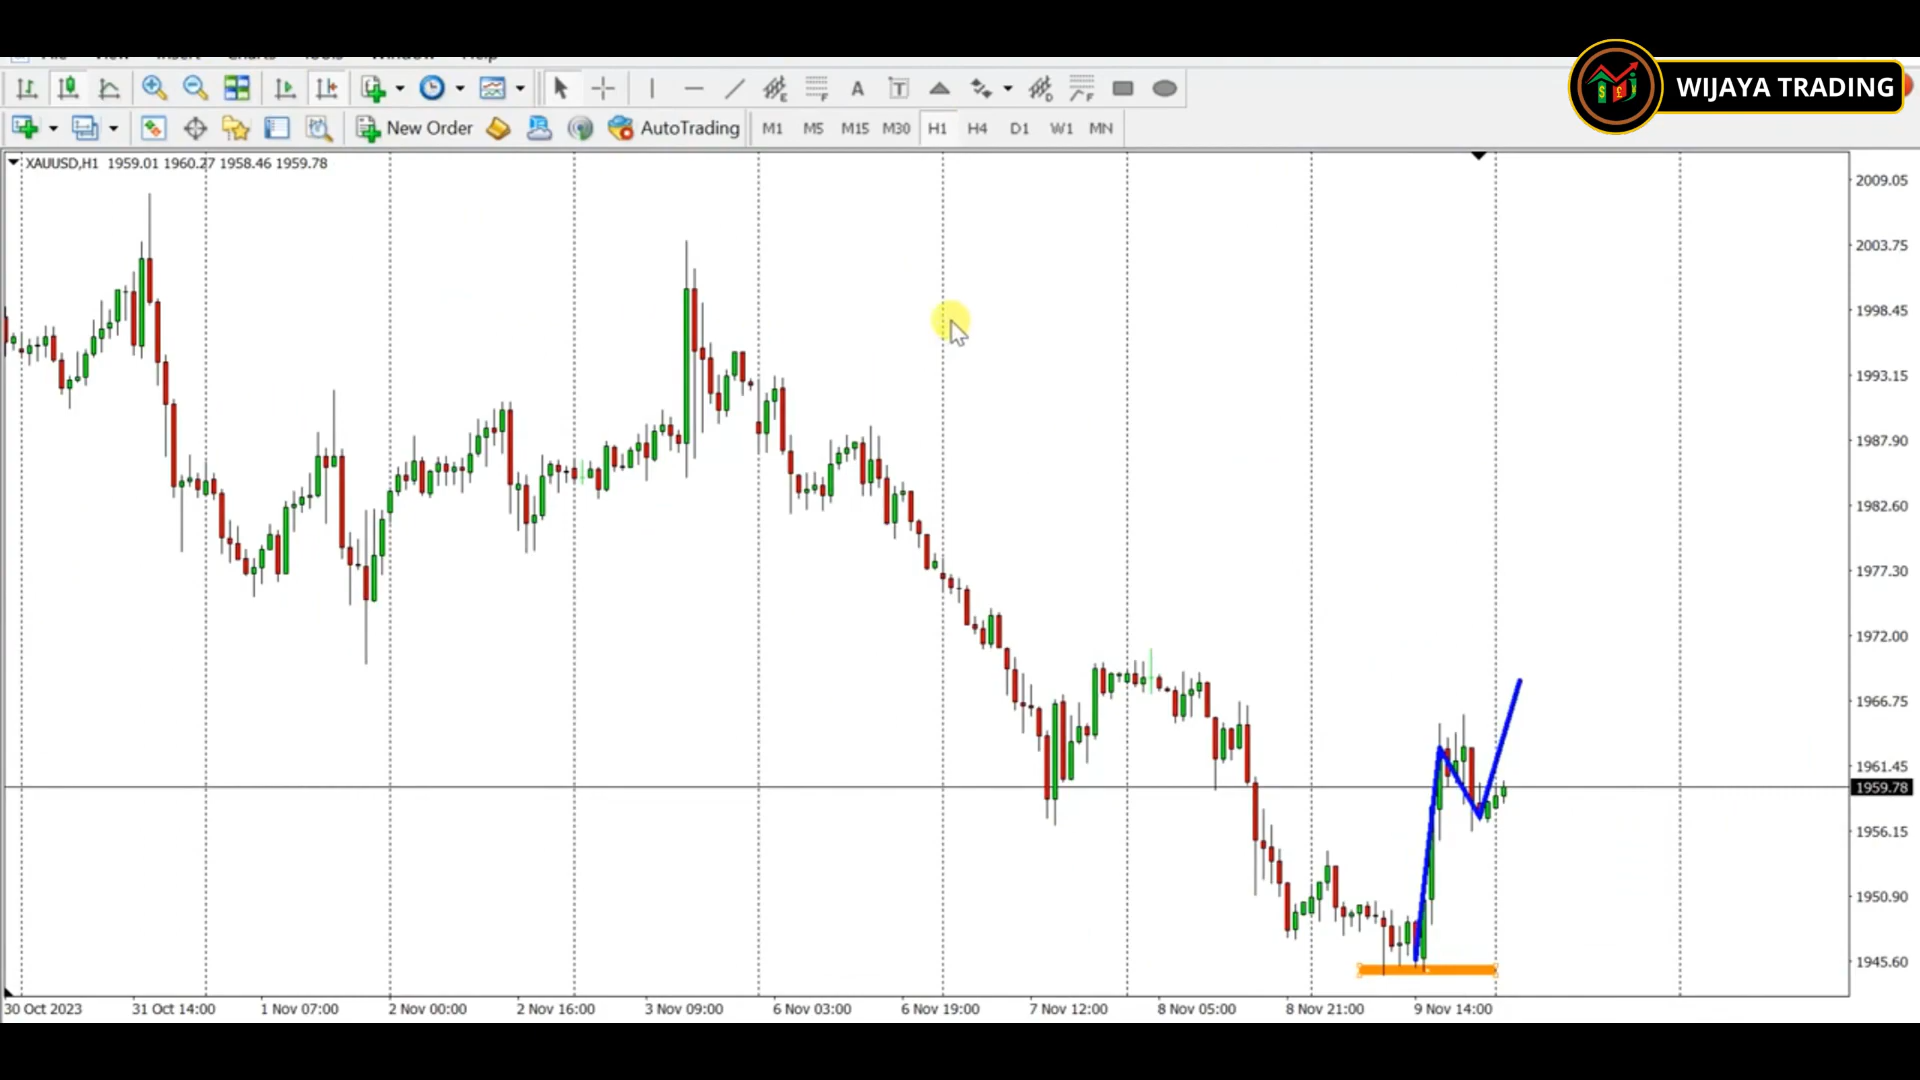 WIJAYA TRADING
New Order
AutoTrading
M1 M5 M15 M30 H1 H4 D1 W1 MN
XAUUSD,H1 1959.01 1960.27 1958.46 1959.78
2009.05
2003.75
1998.45
1993.15
1987.90
1982.60
1977.30
1972.00
1966.75
1961.45
1959.78
1956.15
1950.90
1945.60
30 Oct 2023 31 Oct 14:00 1 Nov 07:00 2 Nov 00:00 2 Nov 16:00 3 Nov 09:00 6 Nov 03:00 6 Nov 19:00 7 Nov 12:00 8 Nov 05:00 8 Nov 21:00 9 Nov 14:00